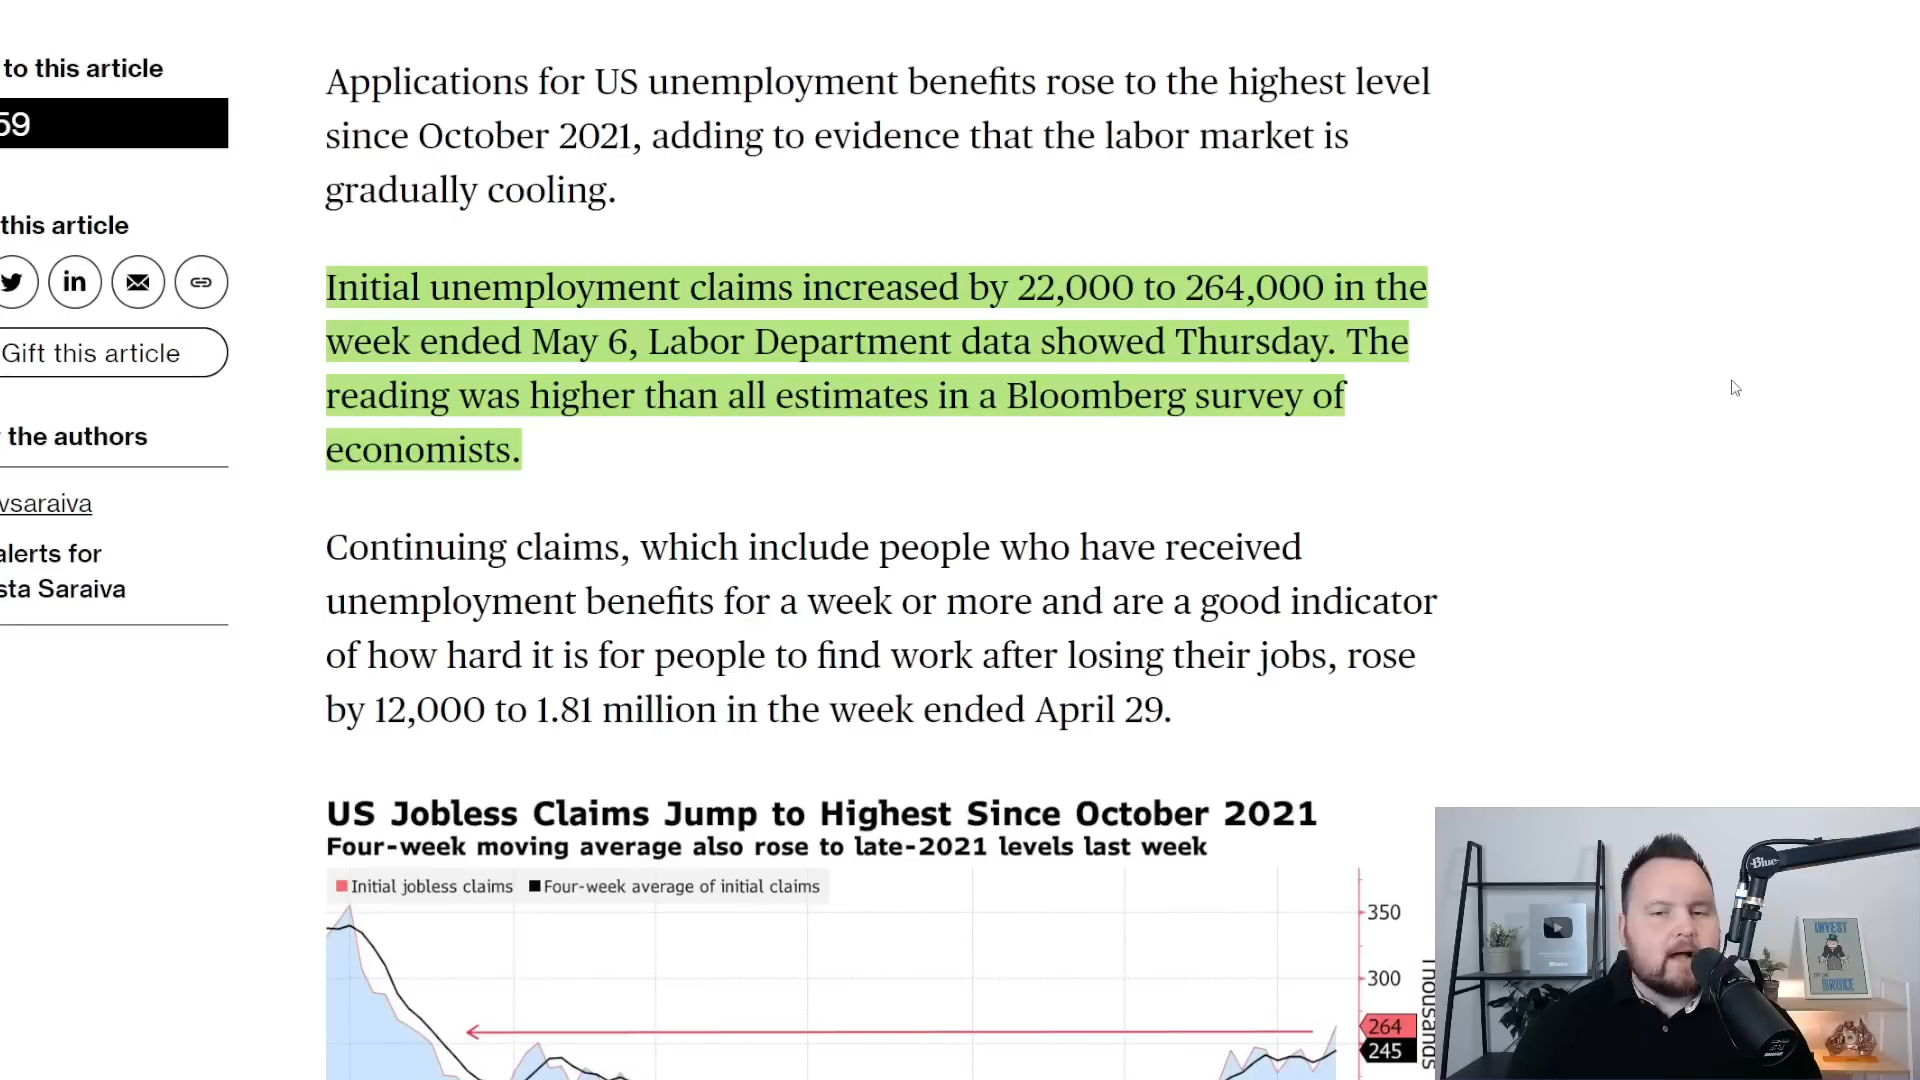 to this article
59
this article
in
Gift this article
the authors
vsaraiva
alerts for
sta Saraiva
Applications for US unemployment benefits rose to the highest level
since October 2021, adding to evidence that the labor market is
gradually cooling.
Initial unemployment claims increased by 22,000 to 264,000 in the
week ended May 6, Labor Department data showed Thursday. The
reading was higher than all estimates in a Bloomberg survey of
economists.
Continuing claims, which include people who have received
unemployment benefits for a week or more and are a good indicator
of how hard it is for people to find work after losing their jobs, rose
by 12,000 to 1.81 million in the week ended April 29.
US Jobless Claims Jump to Highest Since October 2021
Four-week moving average also rose to late-2021 levels last week
Initial jobless claims Four-week average of initial claims
350
300
264
245
Thousands
Blue
INVEST
OR DIE
BROKE